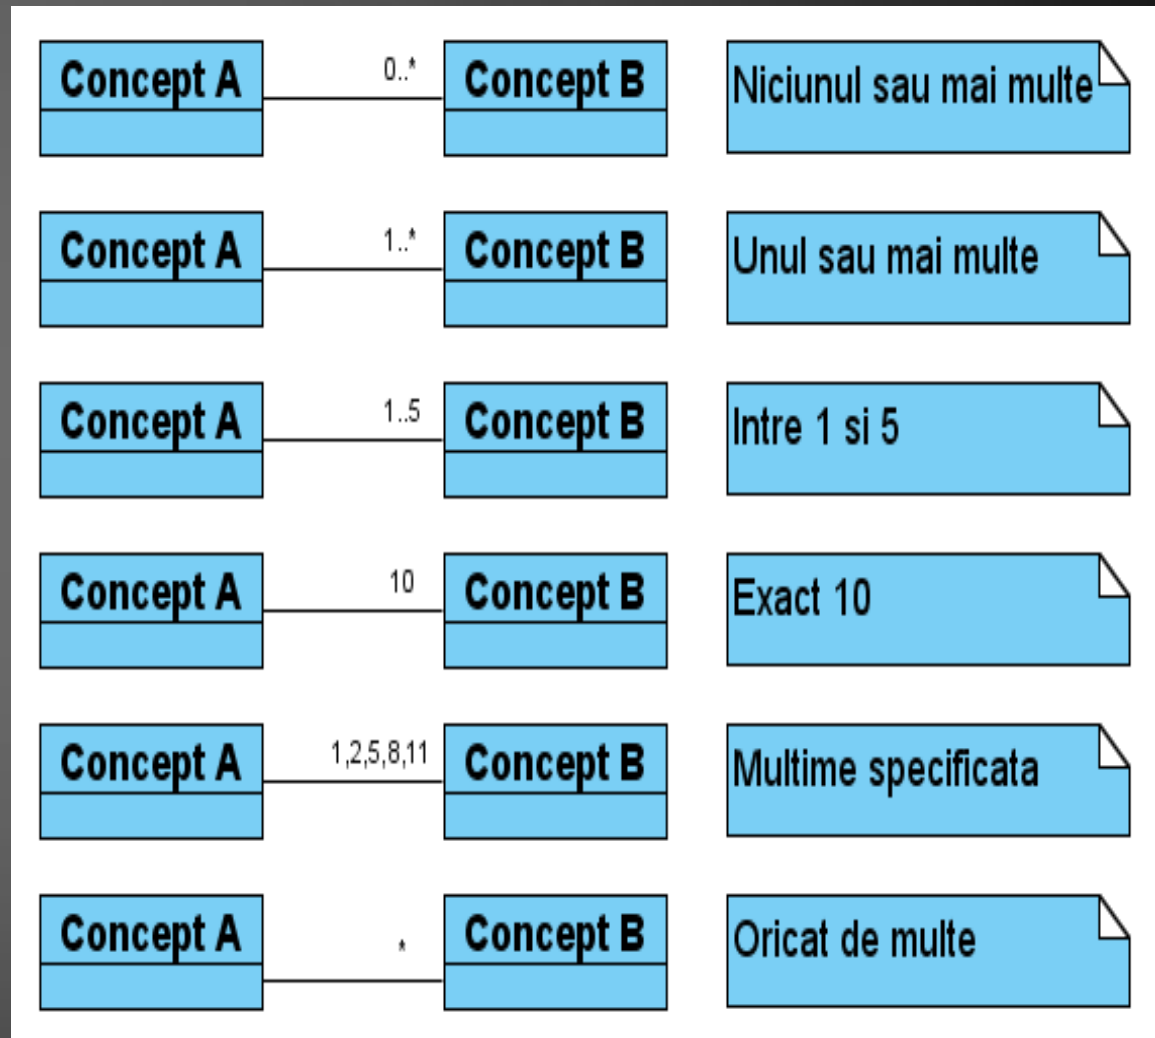 Concept A 0..* Concept B Niciunul sau mai multe
Concept A 1..* Concept B Unul sau mai multe
Concept A 1..5 Concept B Intre 1 si 5
Concept A 10 Concept B Exact 10
Concept A 1,2,5,8,11 Concept B Multime specificata
Concept A * Concept B Oricat de multe